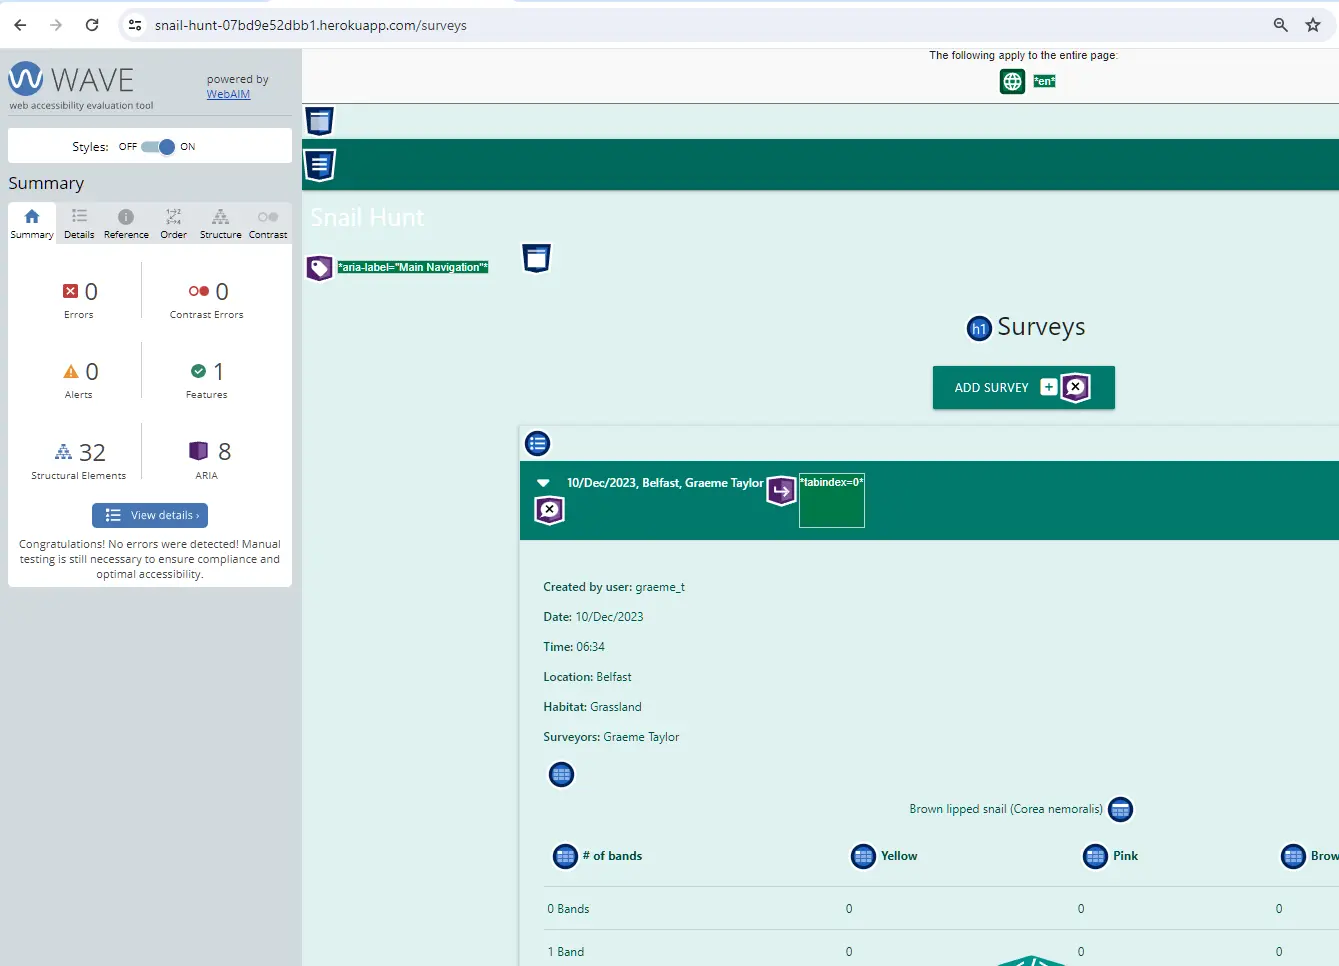 snail-hunt-07bd9e52dbb1.herokuapp.com/surveys
WAVE
web accessibility evaluation tool
powered by
WebAIM
Styles: OFF ON
Summary
Summary Details Reference Order Structure Contrast
0 0
Errors Contrast Errors
0 1
Alerts Features
32 8
Structural Elements ARIA
View details ›
Congratulations! No errors were detected! Manual
testing is still necessary to ensure compliance and
optimal accessibility.
The following apply to the entire page:
*en*
Snail Hunt
*aria-label="Main Navigation"*
h1 Surveys
ADD SURVEY
10/Dec/2023, Belfast, Graeme Taylor *tabindex=0*
Created by user: graeme_t
Date: 10/Dec/2023
Time: 06:34
Location: Belfast
Habitat: Grassland
Surveyors: Graeme Taylor
Brown lipped snail (Corea nemoralis)
# of bands Yellow Pink Brow
0 Bands 0 0 0
1 Band 0 0 0